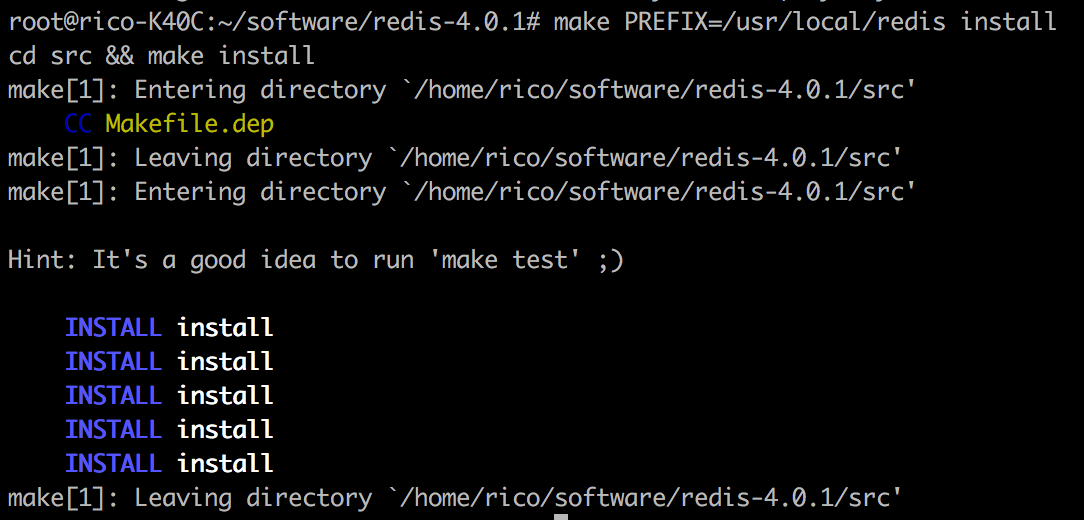 root@rico-K40C:~/software/redis-4.0.1# make PREFIX=/usr/local/redis install
cd src && make install
make[1]: Entering directory `/home/rico/software/redis-4.0.1/src'
    CC Makefile.dep
make[1]: Leaving directory `/home/rico/software/redis-4.0.1/src'
make[1]: Entering directory `/home/rico/software/redis-4.0.1/src'

Hint: It's a good idea to run 'make test' ;)

    INSTALL install
    INSTALL install
    INSTALL install
    INSTALL install
    INSTALL install
make[1]: Leaving directory `/home/rico/software/redis-4.0.1/src'